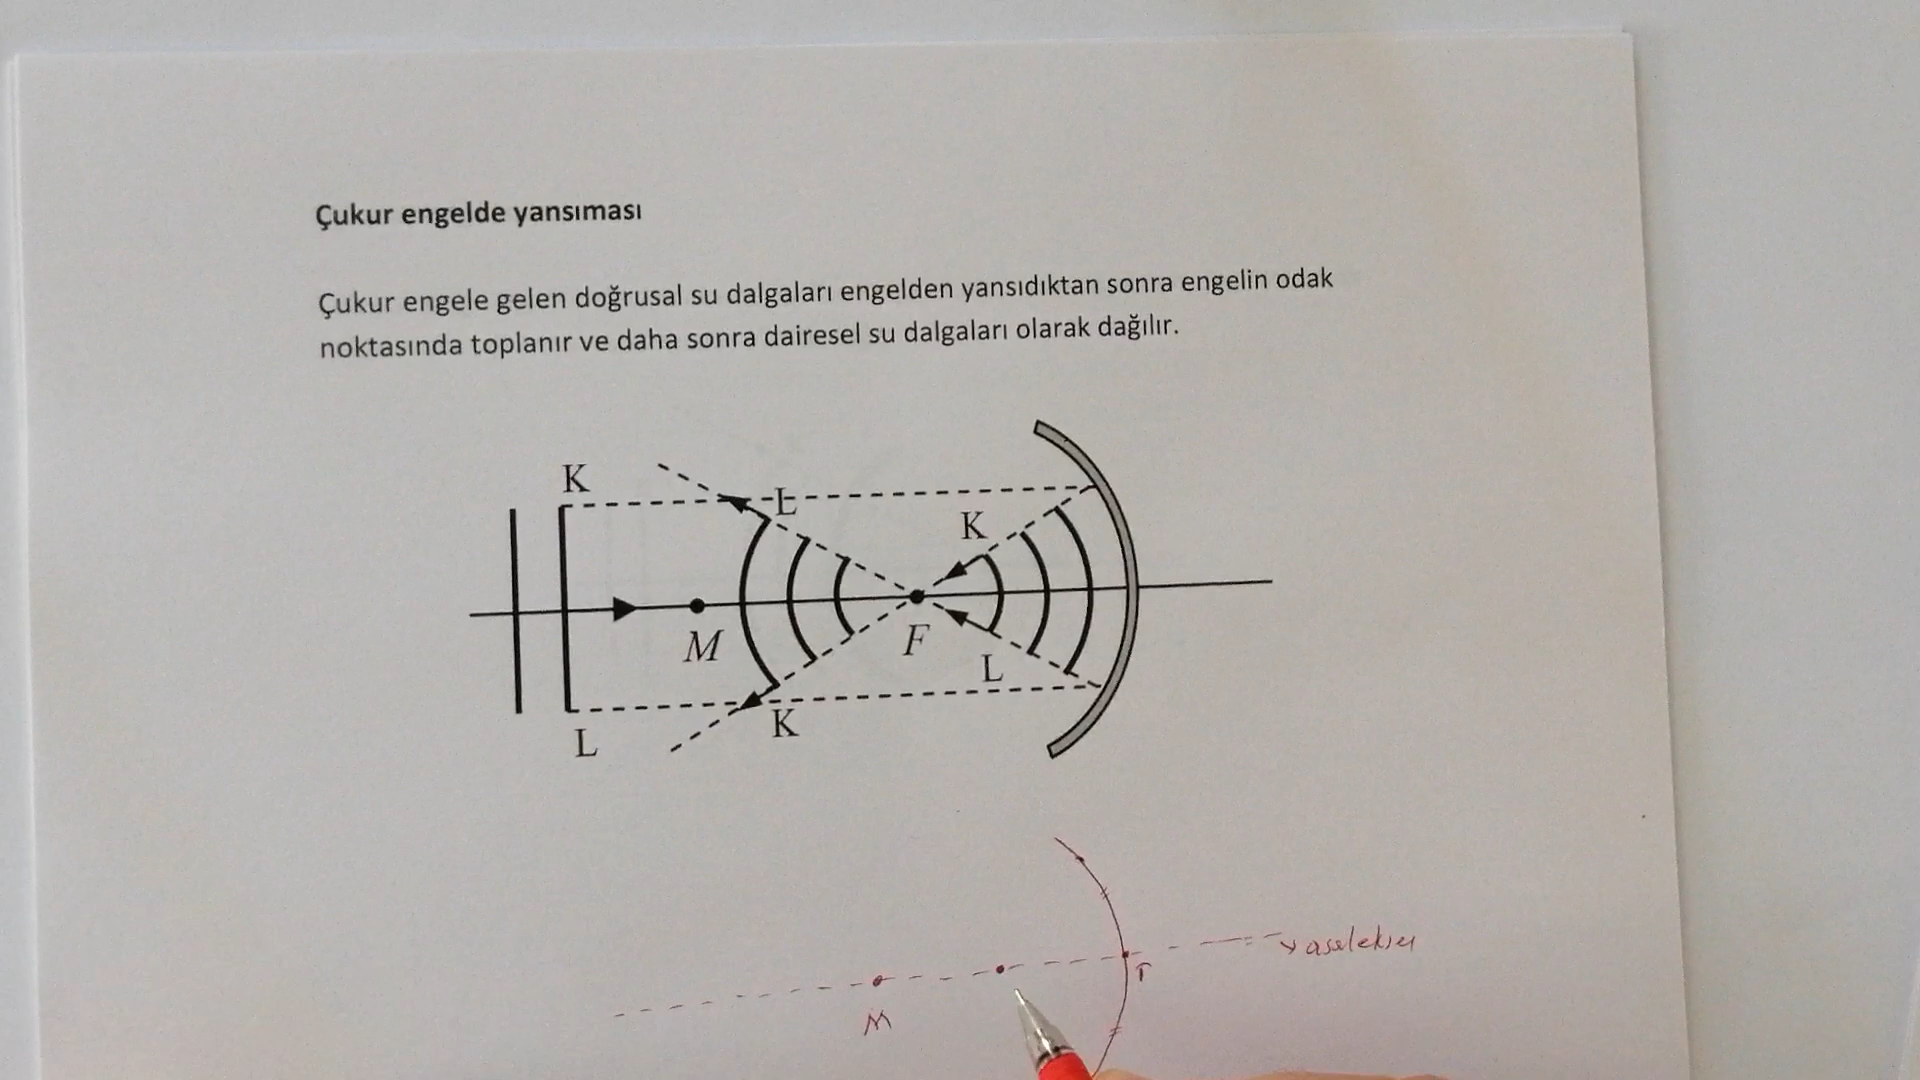 Çukur engelde yansıması
Çukur engele gelen doğrusal su dalgaları engelden yansıdıktan sonra engelin odak
noktasında toplanır ve daha sonra dairesel su dalgaları olarak dağılır.
K
L
K
M
F
L
K
L
T
M